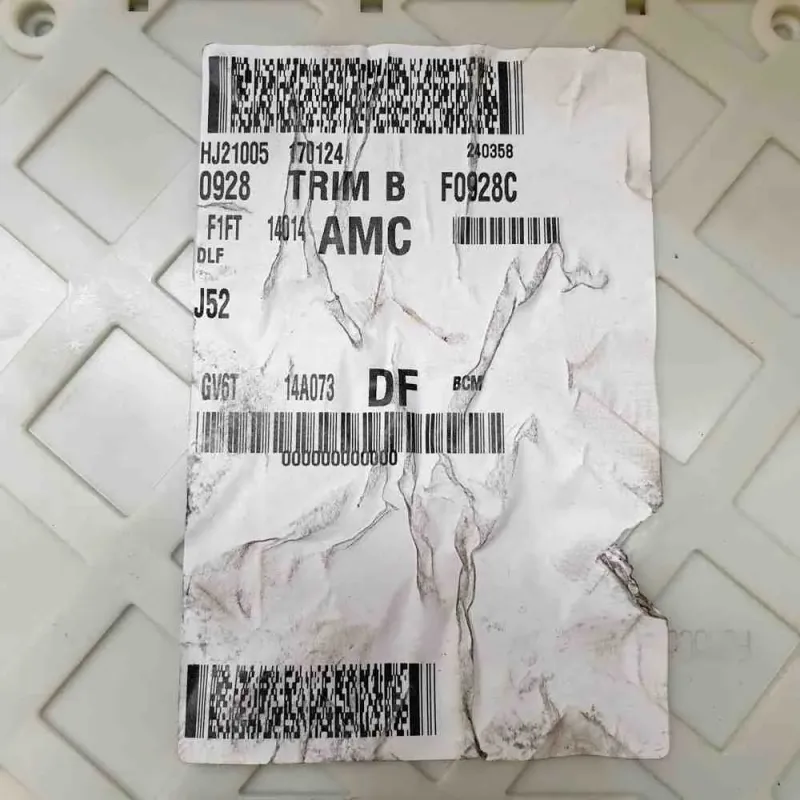 HJ21005 170124 240358
0928 TRIM B F0928C
F1FT 14014 AMC
DLF
J52
GV6T 14A073 DF BCM
000000000000